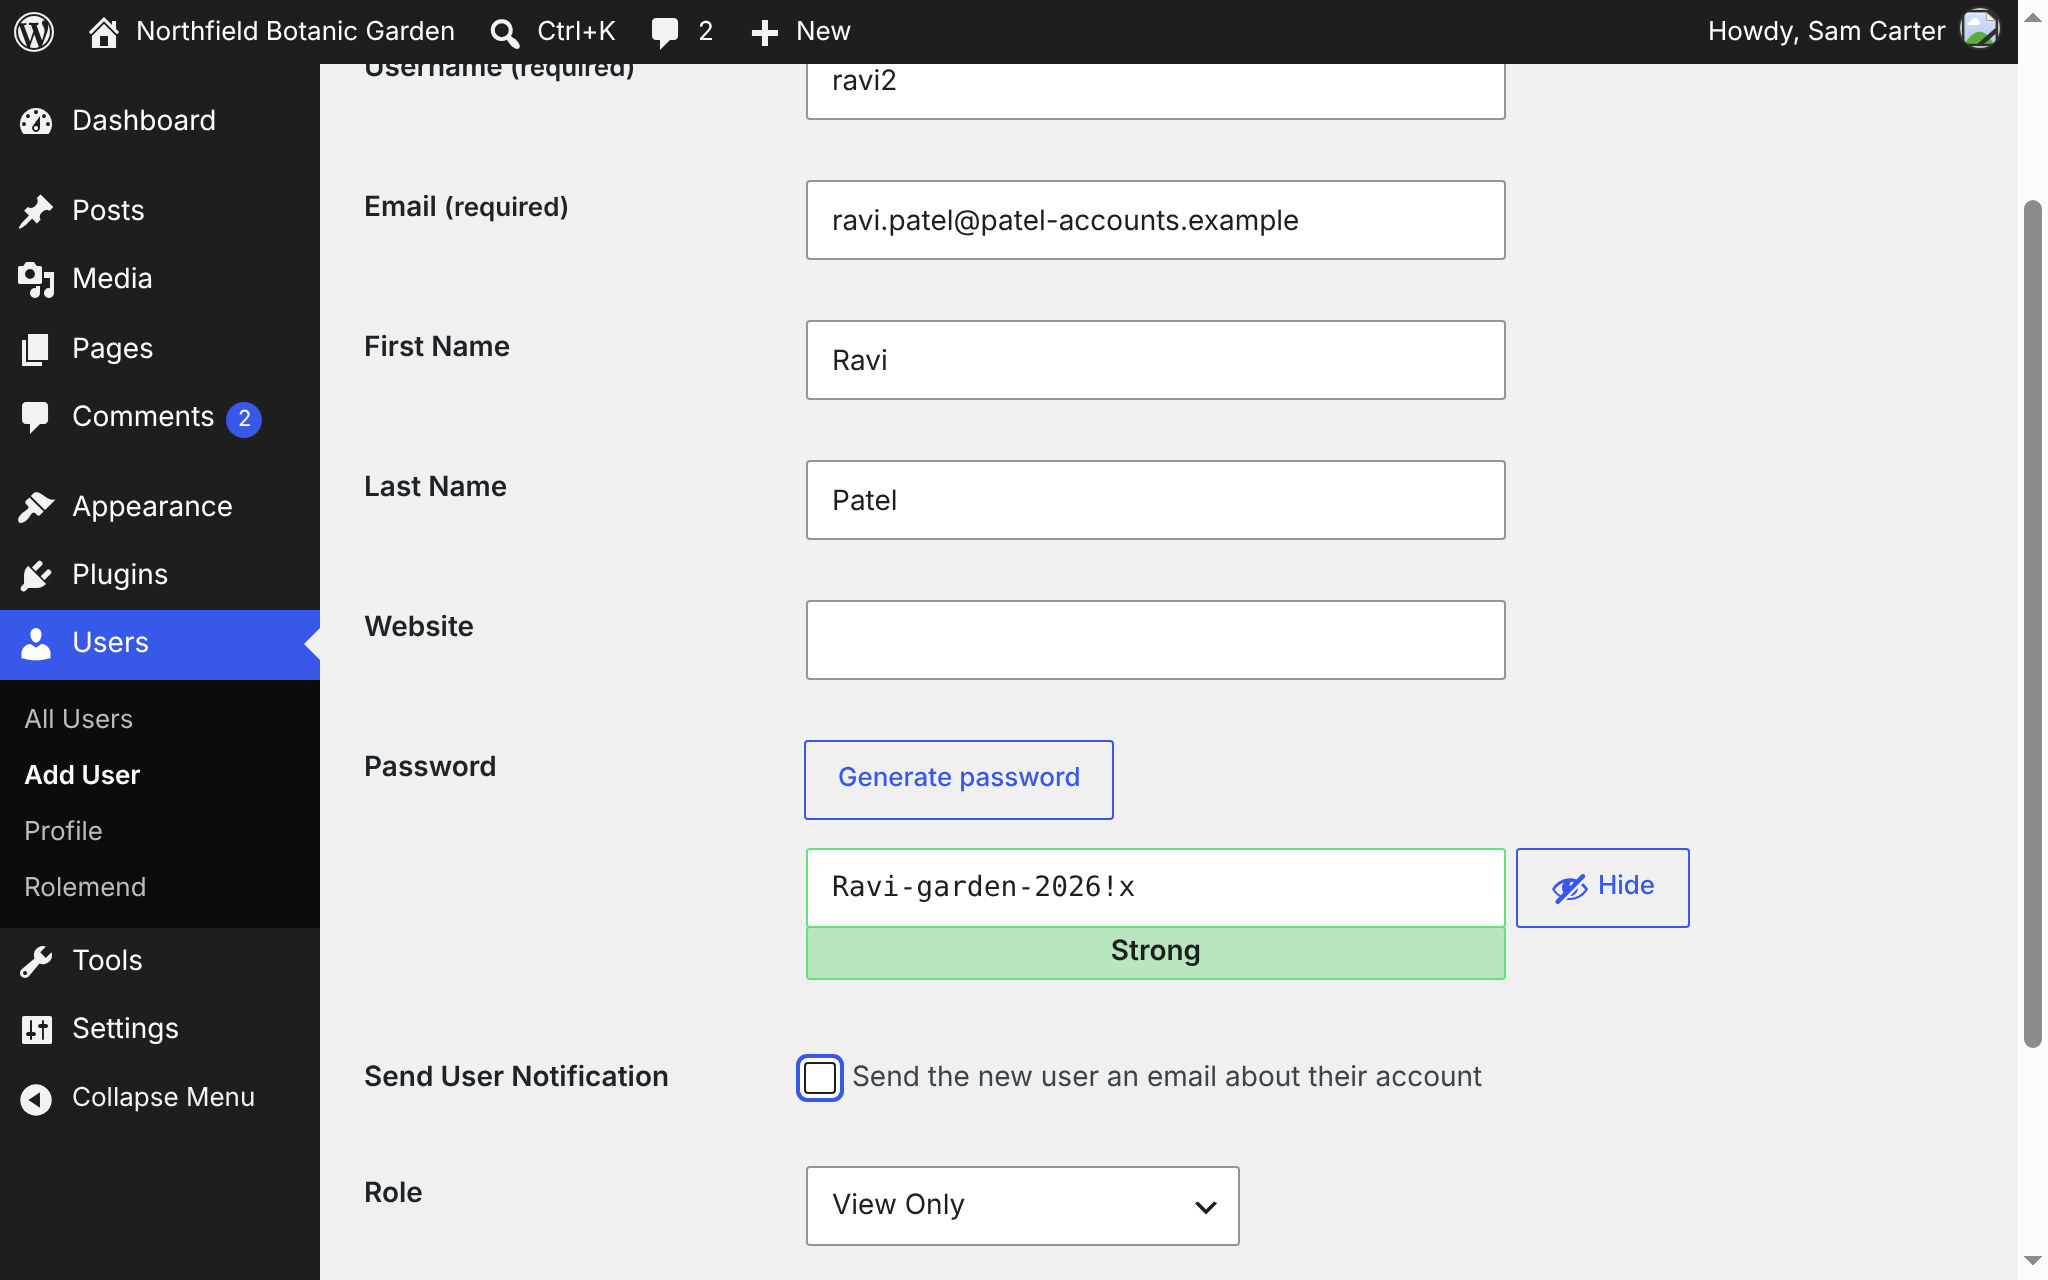 Northfield Botanic Garden
Ctrl+K
2
New
Howdy, Sam Carter
Dashboard
Posts
Media
Pages
Comments 2
Appearance
Plugins
Users
All Users
Add User
Profile
Rolemend
Tools
Settings
Collapse Menu
Username (required)
ravi2
Email (required)
ravi.patel@patel-accounts.example
First Name
Ravi
Last Name
Patel
Website
Password
Generate password
Ravi-garden-2026!x
Hide
Strong
Send User Notification
Send the new user an email about their account
Role
View Only